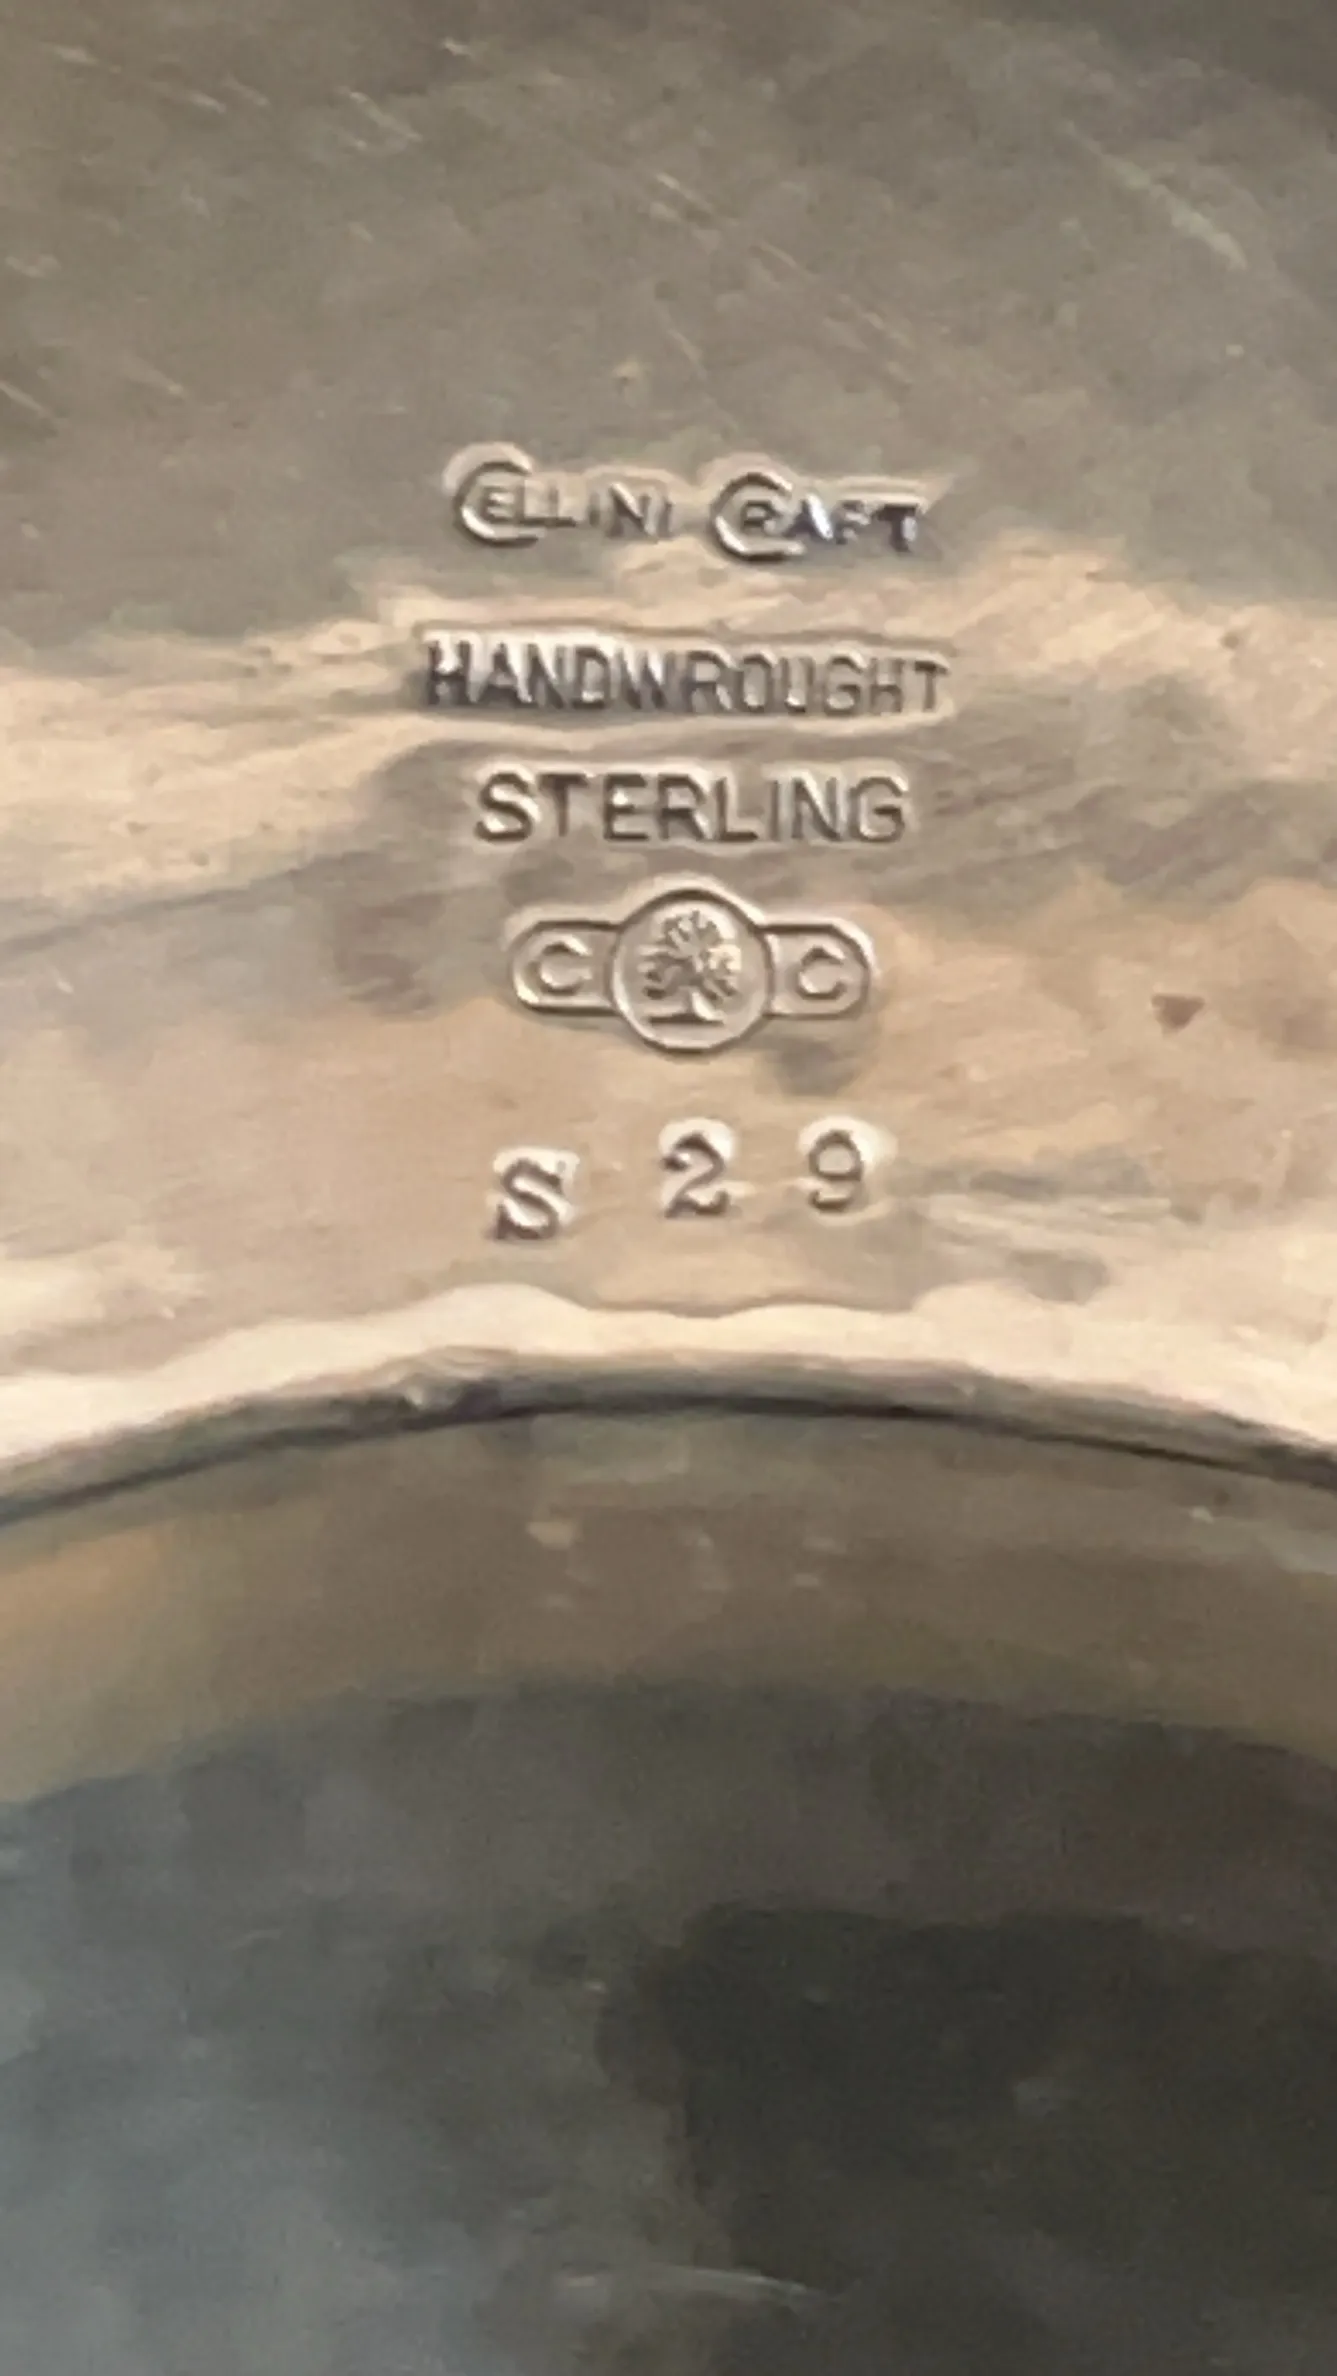 CELLINI CRAFT
HANDWROUGHT
STERLING
C C
S 29